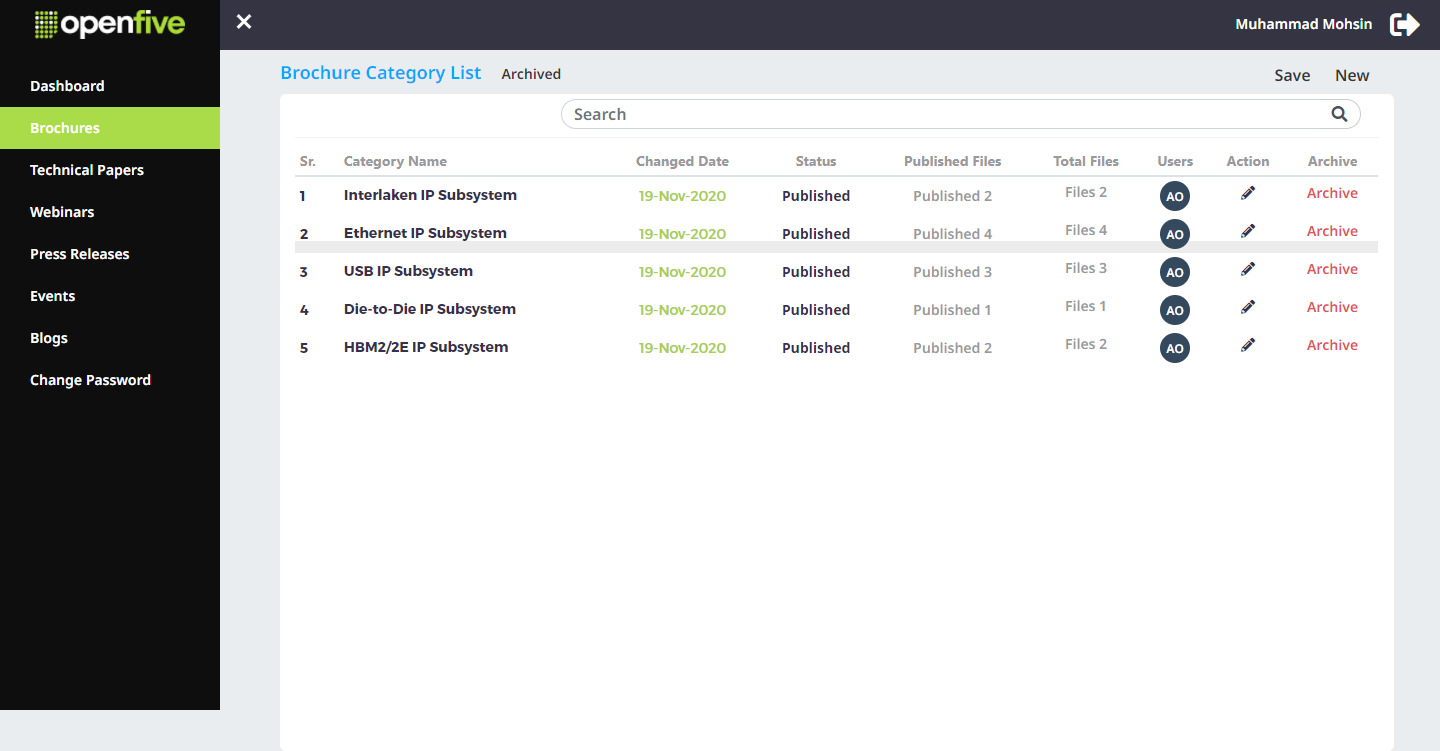 openfive
Muhammad Mohsin
Dashboard
Brochures
Technical Papers
Webinars
Press Releases
Events
Blogs
Change Password
Brochure Category List Archived Save New
Search
Sr. Category Name Changed Date Status Published Files Total Files Users Action Archive
1 Interlaken IP Subsystem 19-Nov-2020 Published Published 2 Files 2 AO Archive
2 Ethernet IP Subsystem 19-Nov-2020 Published Published 4 Files 4 AO Archive
3 USB IP Subsystem 19-Nov-2020 Published Published 3 Files 3 AO Archive
4 Die-to-Die IP Subsystem 19-Nov-2020 Published Published 1 Files 1 AO Archive
5 HBM2/2E IP Subsystem 19-Nov-2020 Published Published 2 Files 2 AO Archive